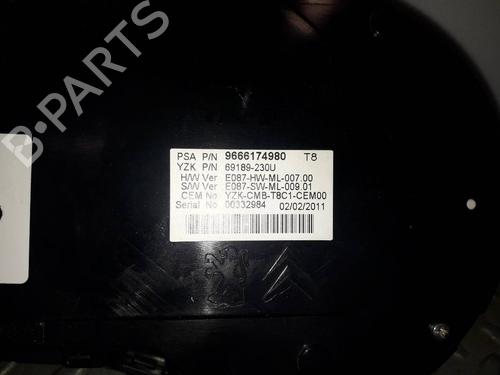 B-PARTS
PSA P/N 9666174980 T8
YZK P/N 69189-230U
H/W Ver E087-HW-ML-007.00
S/W Ver E087-SW-ML-009.01
CEM No YZK-CMB-T8C1-CEM00
Serial No 00332984 02/02/2011